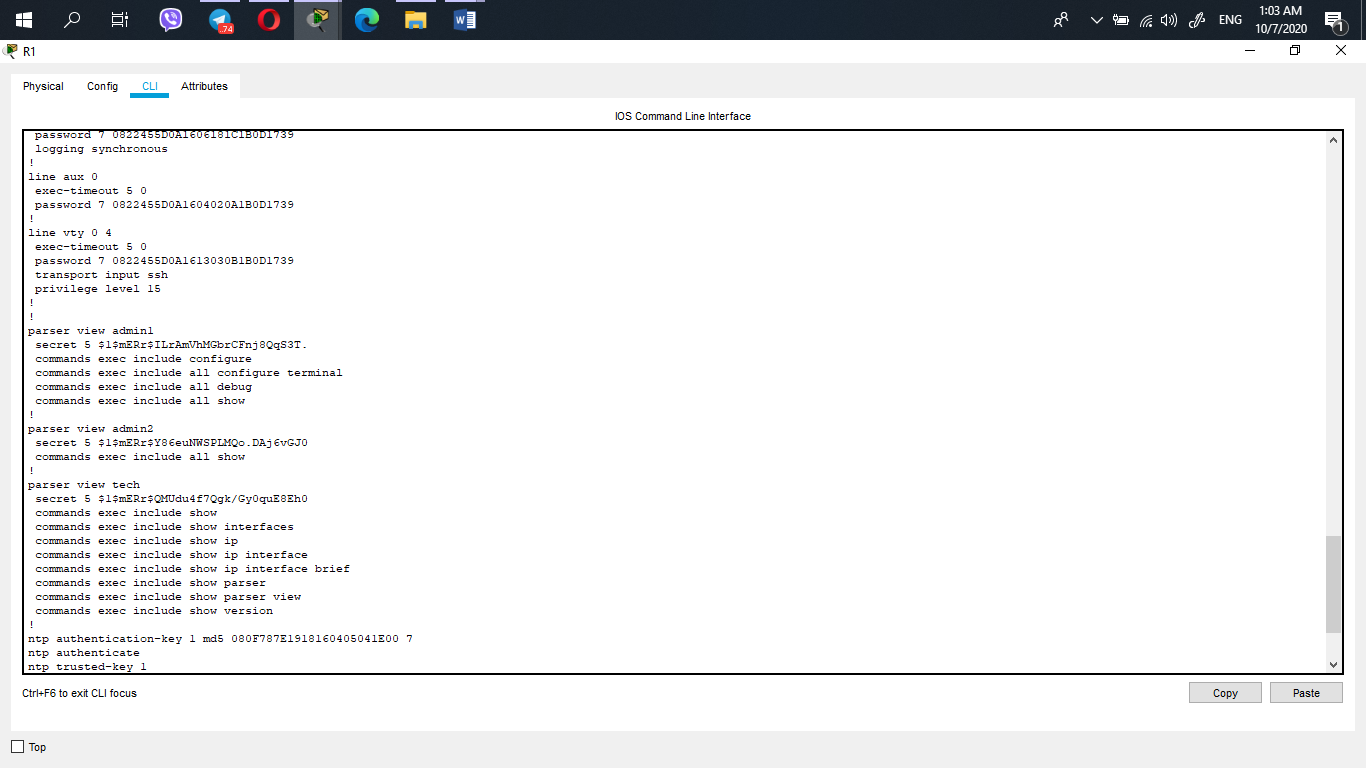 74
ENG
1:03 AM
10/7/2020
1
R1
Physical Config CLI Attributes
IOS Command Line Interface
password 7 0822455D0A1606181C1B0D1739
logging synchronous
!
line aux 0
exec-timeout 5 0
password 7 0822455D0A1604020A1B0D1739
!
line vty 0 4
exec-timeout 5 0
password 7 0822455D0A1613030B1B0D1739
transport input ssh
privilege level 15
!
!
parser view admin1
secret 5 $1$mERr$ILrAmVhMGbrCFnj8QqS3T.
commands exec include configure
commands exec include all configure terminal
commands exec include all debug
commands exec include all show
!
parser view admin2
secret 5 $1$mERr$Y86euNWSPLMQo.DAj6vGJ0
commands exec include all show
!
parser view tech
secret 5 $1$mERr$QMUdu4f7Qgk/Gy0quE8Eh0
commands exec include show
commands exec include show interfaces
commands exec include show ip
commands exec include show ip interface
commands exec include show ip interface brief
commands exec include show parser
commands exec include show parser view
commands exec include show version
!
ntp authentication-key 1 md5 080F787E1918160405041E00 7
ntp authenticate
ntp trusted-key 1
Ctrl+F6 to exit CLI focus
Copy Paste
Top